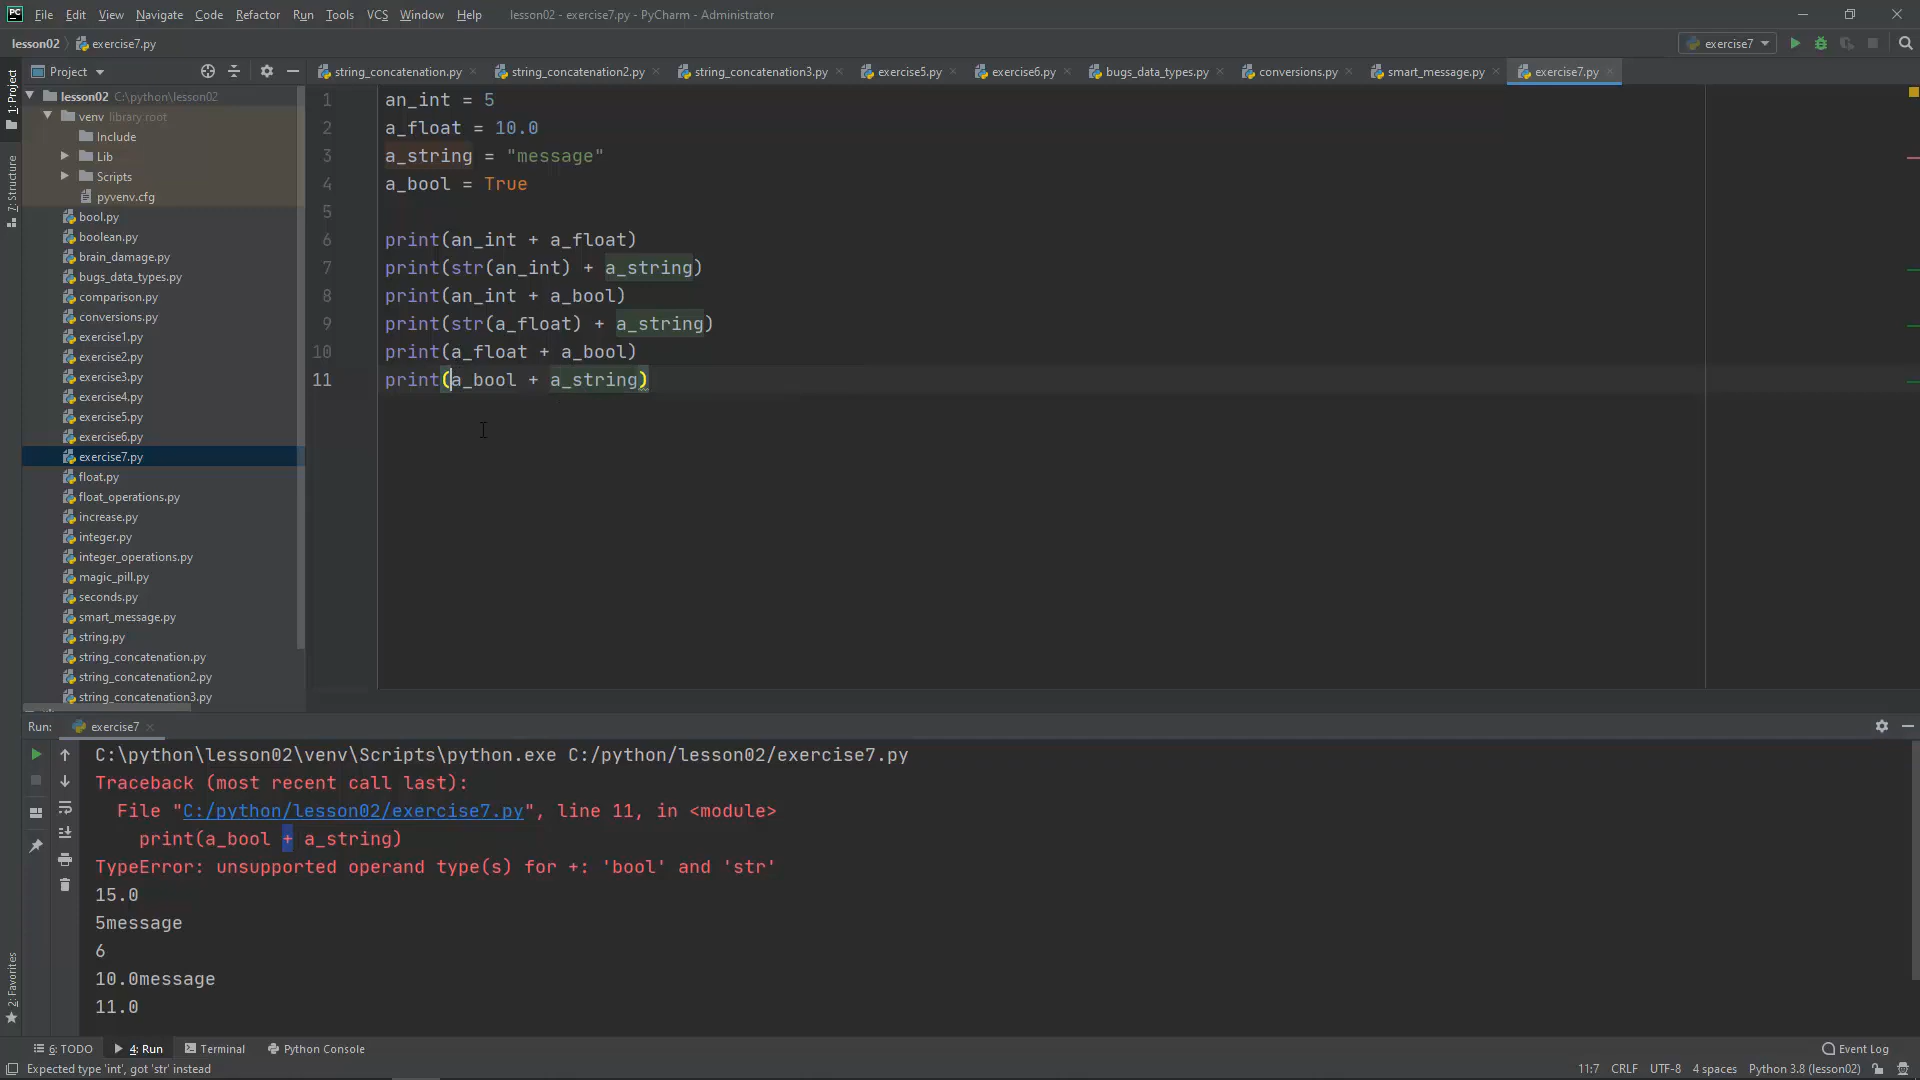 PC File Edit View Navigate Code Refactor Run Tools VCS Window Help lesson02 - exercise7.py - PyCharm - Administrator
lesson02 exercise7.py exercise7
Project string_concatenation.py string_concatenation2.py string_concatenation3.py exercise5.py exercise6.py bugs_data_types.py conversions.py smart_message.py exercise7.py
1: Project
7: Structure
2: Favorites
lesson02 C:\python\lesson02
venv library root
Include
Lib
Scripts
pyvenv.cfg
bool.py
boolean.py
brain_damage.py
bugs_data_types.py
comparison.py
conversions.py
exercise1.py
exercise2.py
exercise3.py
exercise4.py
exercise5.py
exercise6.py
exercise7.py
float.py
float_operations.py
increase.py
integer.py
integer_operations.py
magic_pill.py
seconds.py
smart_message.py
string.py
string_concatenation.py
string_concatenation2.py
string_concatenation3.py
1 an_int = 5
2 a_float = 10.0
3 a_string = "message"
4 a_bool = True
5
6 print(an_int + a_float)
7 print(str(an_int) + a_string)
8 print(an_int + a_bool)
9 print(str(a_float) + a_string)
10 print(a_float + a_bool)
11 print(a_bool + a_string)
Run: exercise7
C:\python\lesson02\venv\Scripts\python.exe C:/python/lesson02/exercise7.py
Traceback (most recent call last):
File "C:/python/lesson02/exercise7.py", line 11, in <module>
print(a_bool + a_string)
TypeError: unsupported operand type(s) for +: 'bool' and 'str'
15.0
5message
6
10.0message
11.0
6: TODO 4: Run Terminal Python Console Event Log
Expected type 'int', got 'str' instead 11:7 CRLF UTF-8 4 spaces Python 3.8 (lesson02)